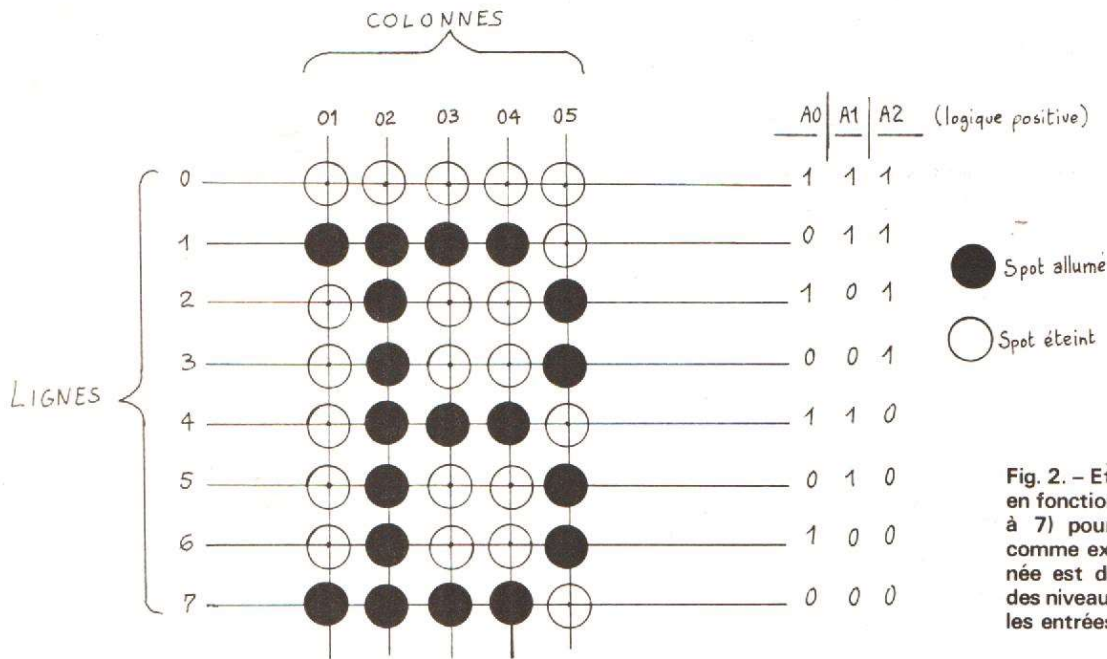 COLONNES
01 02 03 04 05 A0 A1 A2 (logique positive)
0 1 1 1
1 0 1 1
2 1 0 1
3 0 0 1
4 1 1 0
5 0 1 0
6 1 0 0
7 0 0 0
LIGNES
Spot allumé
Spot éteint
Fig. 2. – Et
en fonction
à 7) pour
comme ex
née est d
des niveau
les entrées